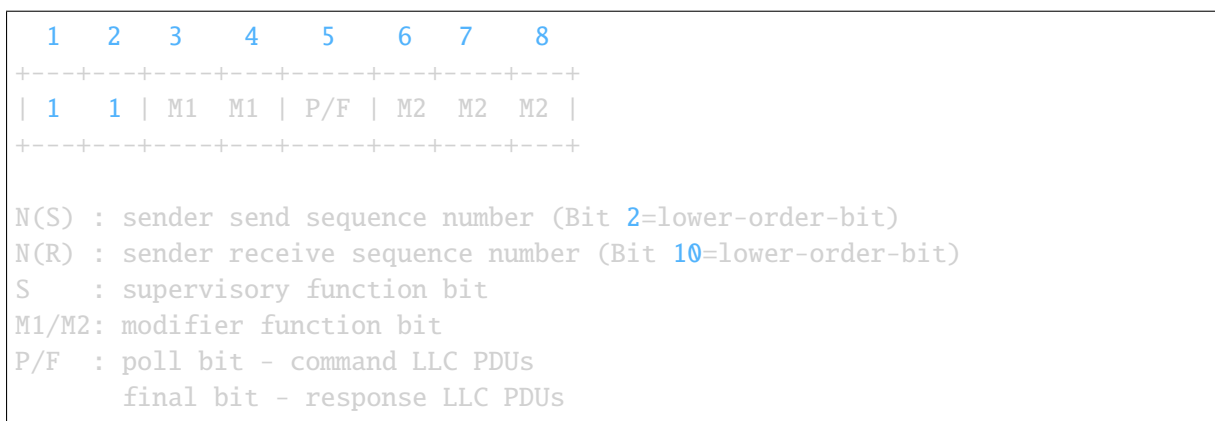 1   2   3    4     5    6   7    8
+---+---+----+---+-----+---+----+---+
| 1   1 | M1  M1 | P/F | M2  M2  M2 |
+---+---+----+---+-----+---+----+---+
N(S) : sender send sequence number (Bit 2=lower-order-bit)
N(R) : sender receive sequence number (Bit 10=lower-order-bit)
S    : supervisory function bit
M1/M2: modifier function bit
P/F  : poll bit - command LLC PDUs
final bit - response LLC PDUs